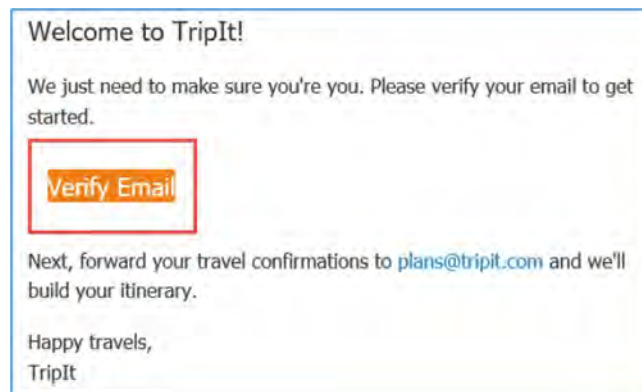 Welcome to TripIt!
We just need to make sure you're you. Please verify your email to get
started.
Verify Email
Next, forward your travel confirmations to plans@tripit.com and we'll
build your itinerary.
Happy travels,
TripIt